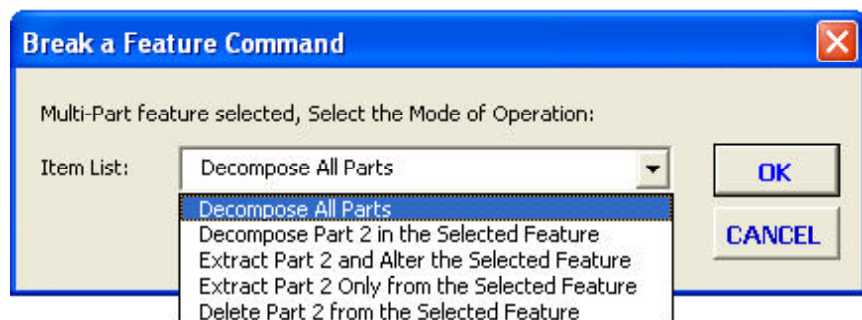 Break a Feature Command
Multi-Part feature selected, Select the Mode of Operation:
Item List:
Decompose All Parts
OK
Decompose All Parts
Decompose Part 2 in the Selected Feature
CANCEL
Extract Part 2 and Alter the Selected Feature
Extract Part 2 Only from the Selected Feature
Delete Part 2 from the Selected Feature